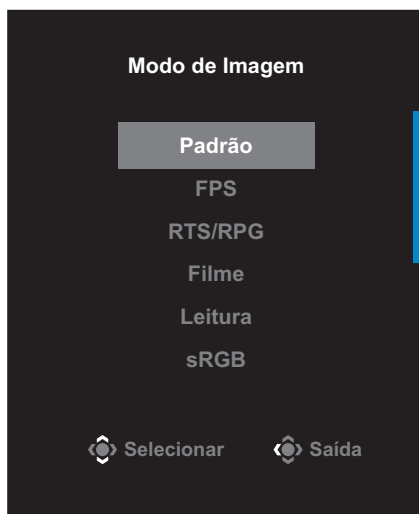 Modo de Imagem
Padrão
FPS
RTS/RPG
Filme
Leitura
sRGB
Selecionar Saída